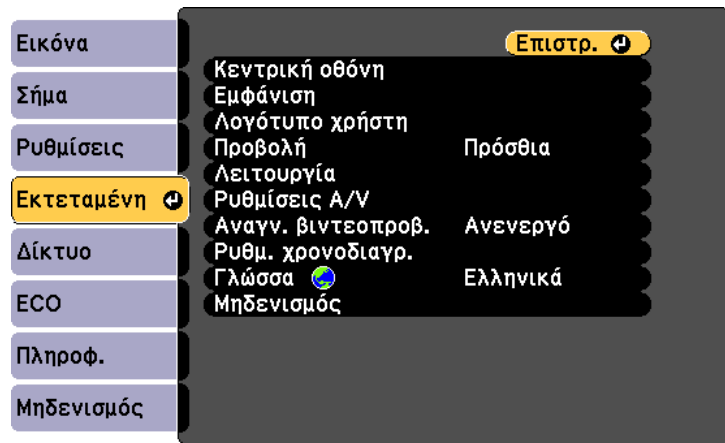 Εικόνα
Σήμα
Ρυθμίσεις
Εκτεταμένη
Δίκτυο
ECO
Πληροφ.
Μηδενισμός
Επιστρ.
Κεντρική οθόνη
Εμφάνιση
Λογότυπο χρήστη
Προβολή Πρόσθια
Λειτουργία
Ρυθμίσεις A/V
Αναγν. βιντεοπροβ. Ανενεργό
Ρυθμ. χρονοδιαγρ.
Γλώσσα Ελληνικά
Μηδενισμός